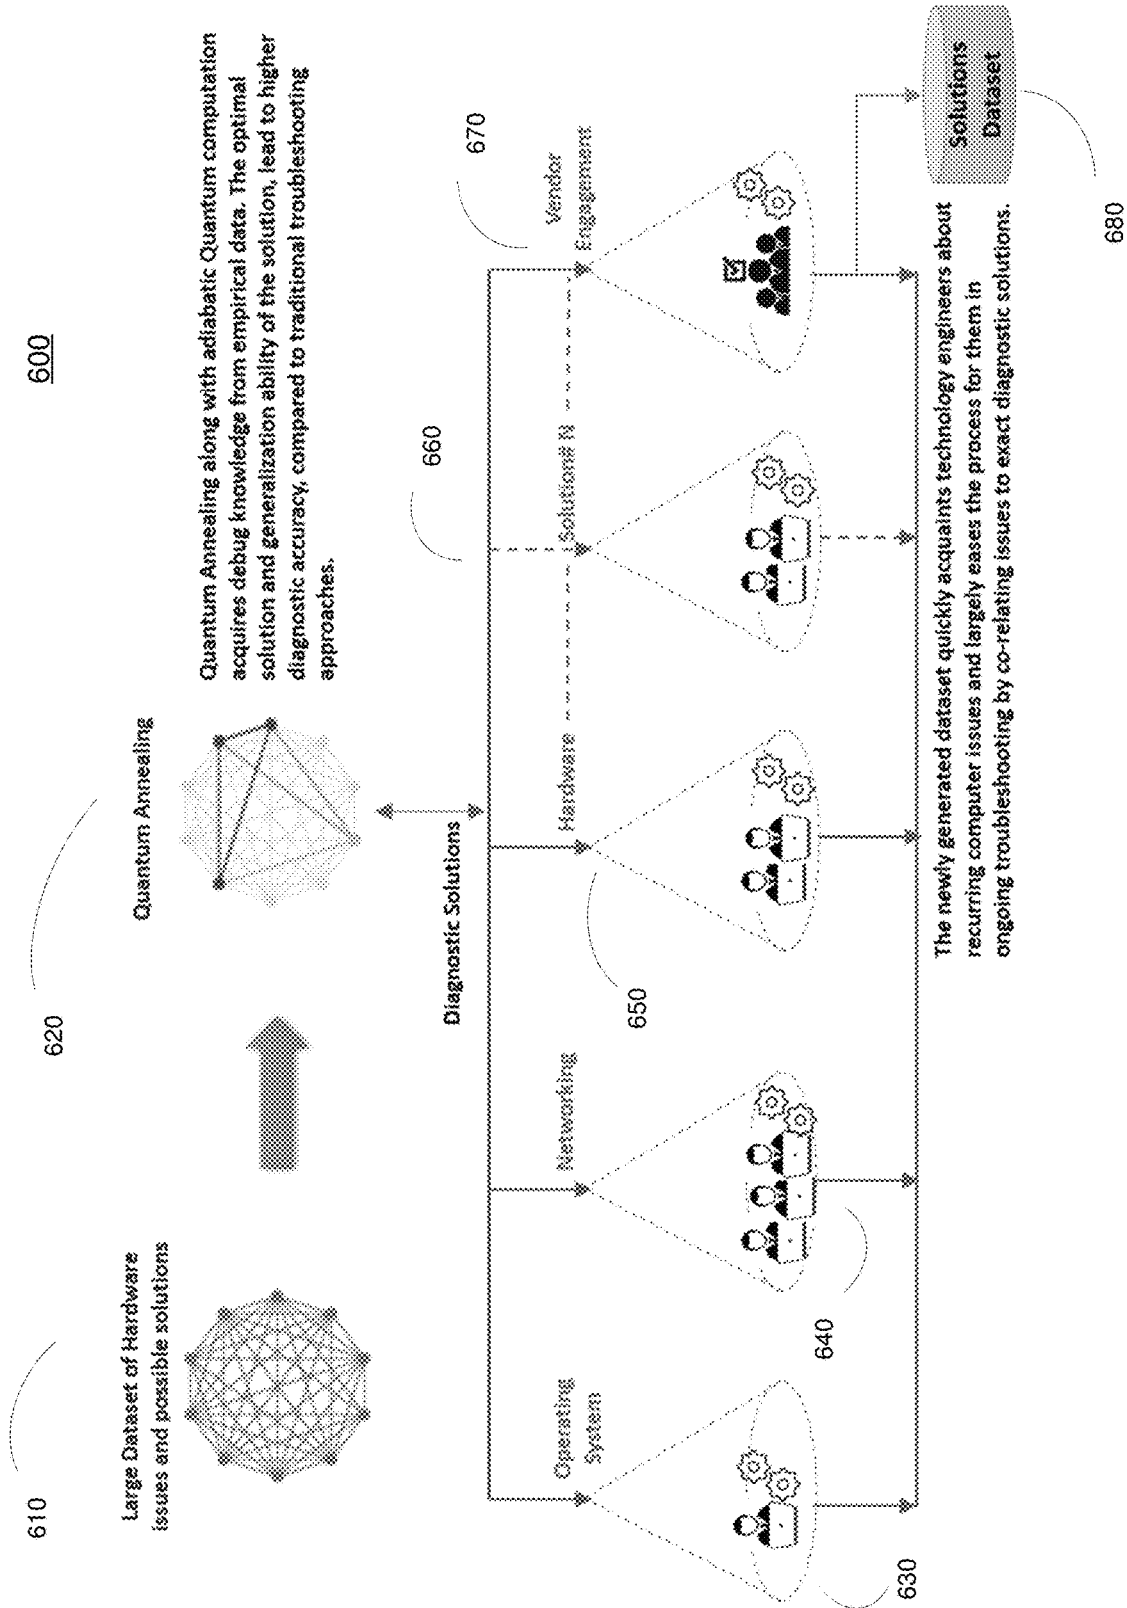 600
610
Large Dataset of Hardware
issues and possible solutions
620
Quantum Annealing
Quantum Annealing along with adiabatic Quantum computation
acquires debug knowledge from empirical data. The optimal
solution and generalization ability of the solution, lead to higher
diagnostic accuracy, compared to traditional troubleshooting
approaches.
Diagnostic Solutions
660
670
Operating
System
Networking
Hardware
Solution# N
Vendor
Engagement
650
640
630
The newly generated dataset quickly acquaints technology engineers about
recurring computer issues and largely eases the process for them in
ongoing troubleshooting by co-relating issues to exact diagnostic solutions.
Solutions
Dataset
680